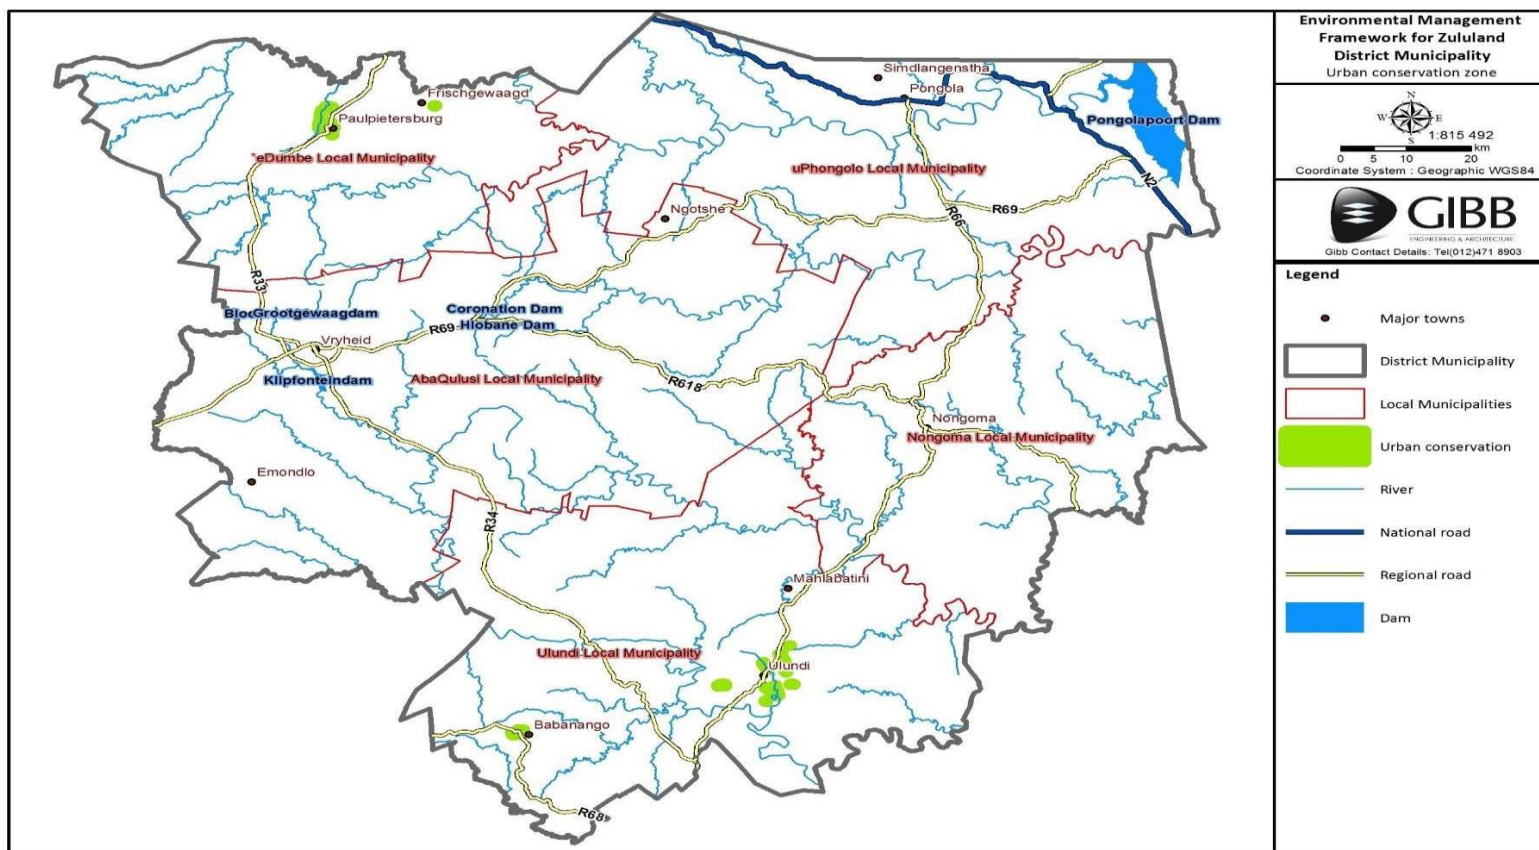 Simdlangenstha
Frischgewaagd
Pongola
Paulpietersburg
Pongolapoort Dam
`eDumbe Local Municipality
uPhongolo Local Municipality
N2
Ngotshe
R69
R66
R33
Coronation Dam
Grootgewaagdam
Hlobane Dam
R69
Vryheid
Klipfonteindam
AbaQulusi Local Municipality
R618
Nongoma
Nongoma Local Municipality
Emondlo
R34
Mahlabatini
Ulundi Local Municipality
Ulundi
Babanango
R68
Environmental Management
Framework for Zululand
District Municipality
Urban conservation zone
N
W E
S
1:815 492
km
0 5 10 20
Coordinate System : Geographic WGS84
GIBB
ENGINEERING & ARCHITECTURE
Gibb Contact Details: Tel(012)471 8903
Legend
Major towns
District Municipality
Local Municipalities
Urban conservation
River
National road
Regional road
Dam